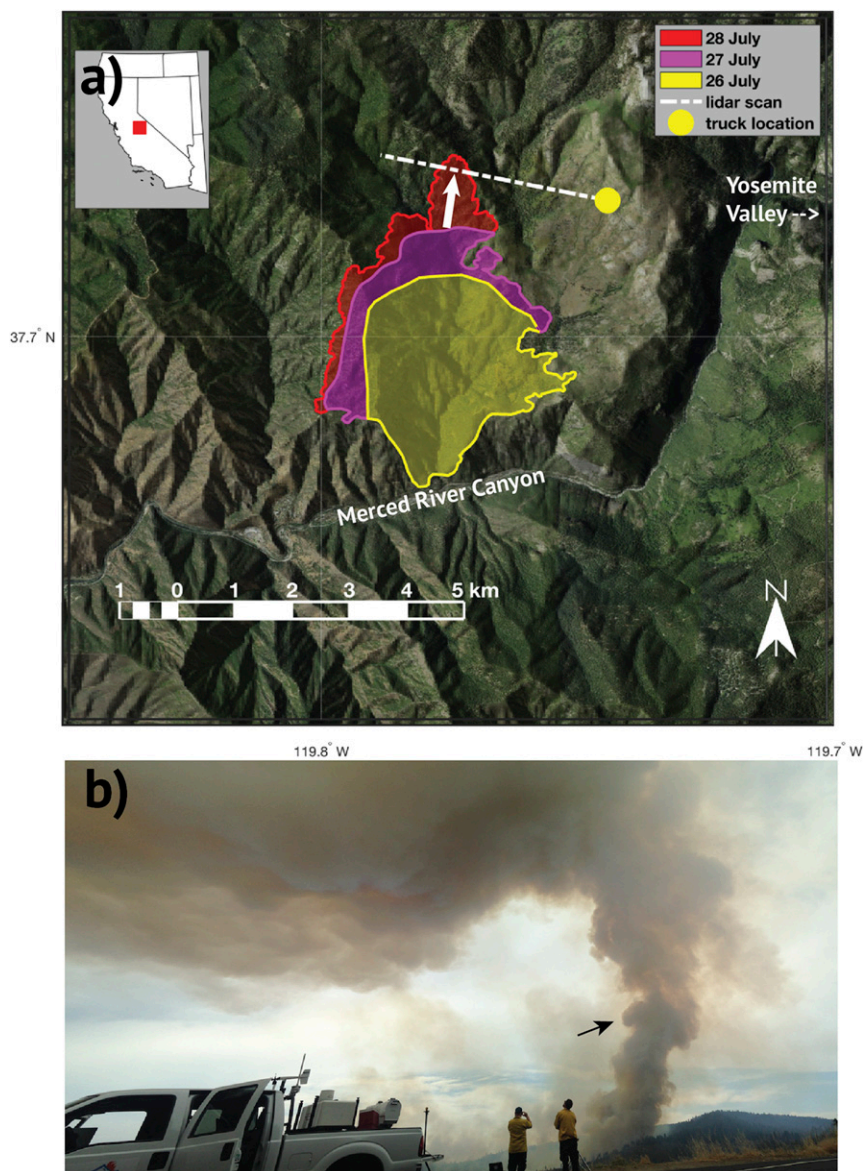 a)
28 July
27 July
26 July
lidar scan
truck location
Yosemite
Valley -->
37.7° N
Merced River Canyon
1 0 1 2 3 4 5 km
N
119.8° W
119.7° W
b)